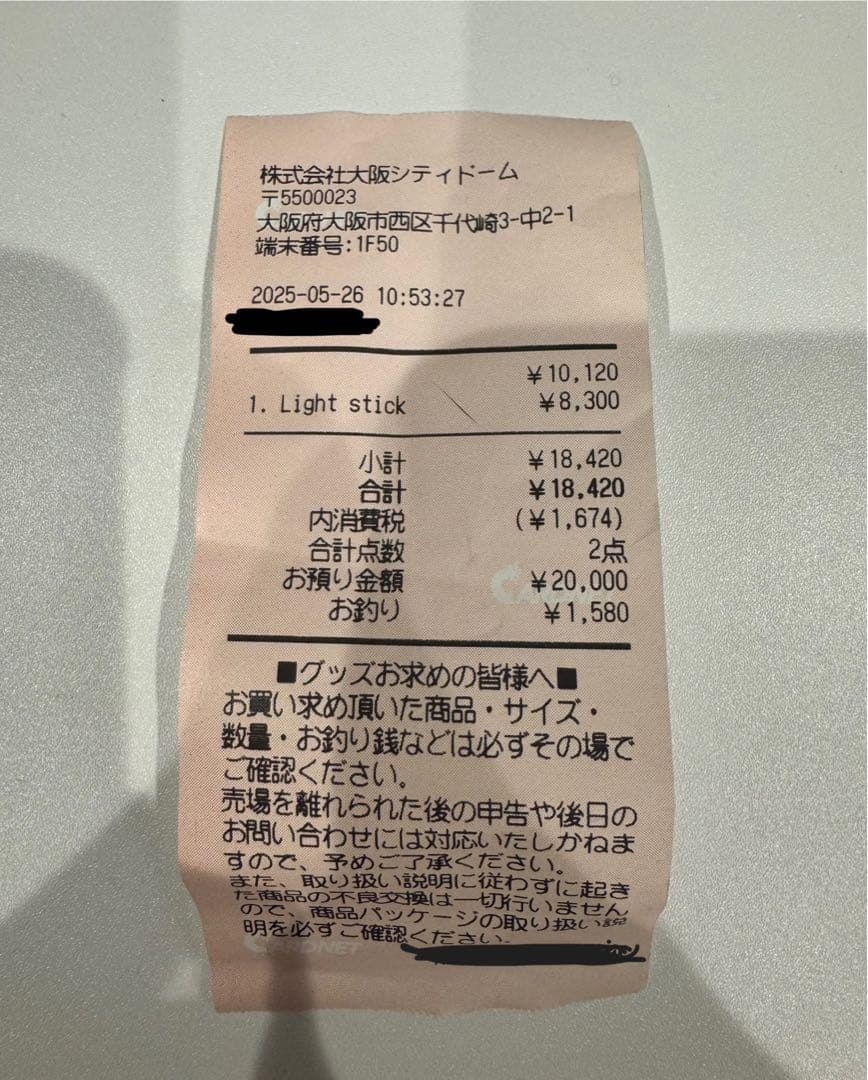 株式会社大阪シティドーム
〒5500023
大阪府大阪市西区千代崎3-中2-1
端末番号:1F50
2025-05-26 10:53:27
¥10,120
1. Light stick ¥8,300
小計 ¥18,420
合計 ¥18,420
内消費税 (¥1,674)
合計点数 2点
お預り金額 ¥20,000
お釣り ¥1,580
■グッズお求めの皆様へ■
お買い求め頂いた商品・サイズ・
数量・お釣り銭などは必ずその場で
ご確認ください。
売場を離れられた後の申告や後日の
お問い合わせには対応いたしかねま
すので、予めご了承ください。
また、取り扱い説明に従わずに起き
た商品の不良交換は一切行いません
ので、商品パッケージの取り扱い説
明を必ずご確認ください。